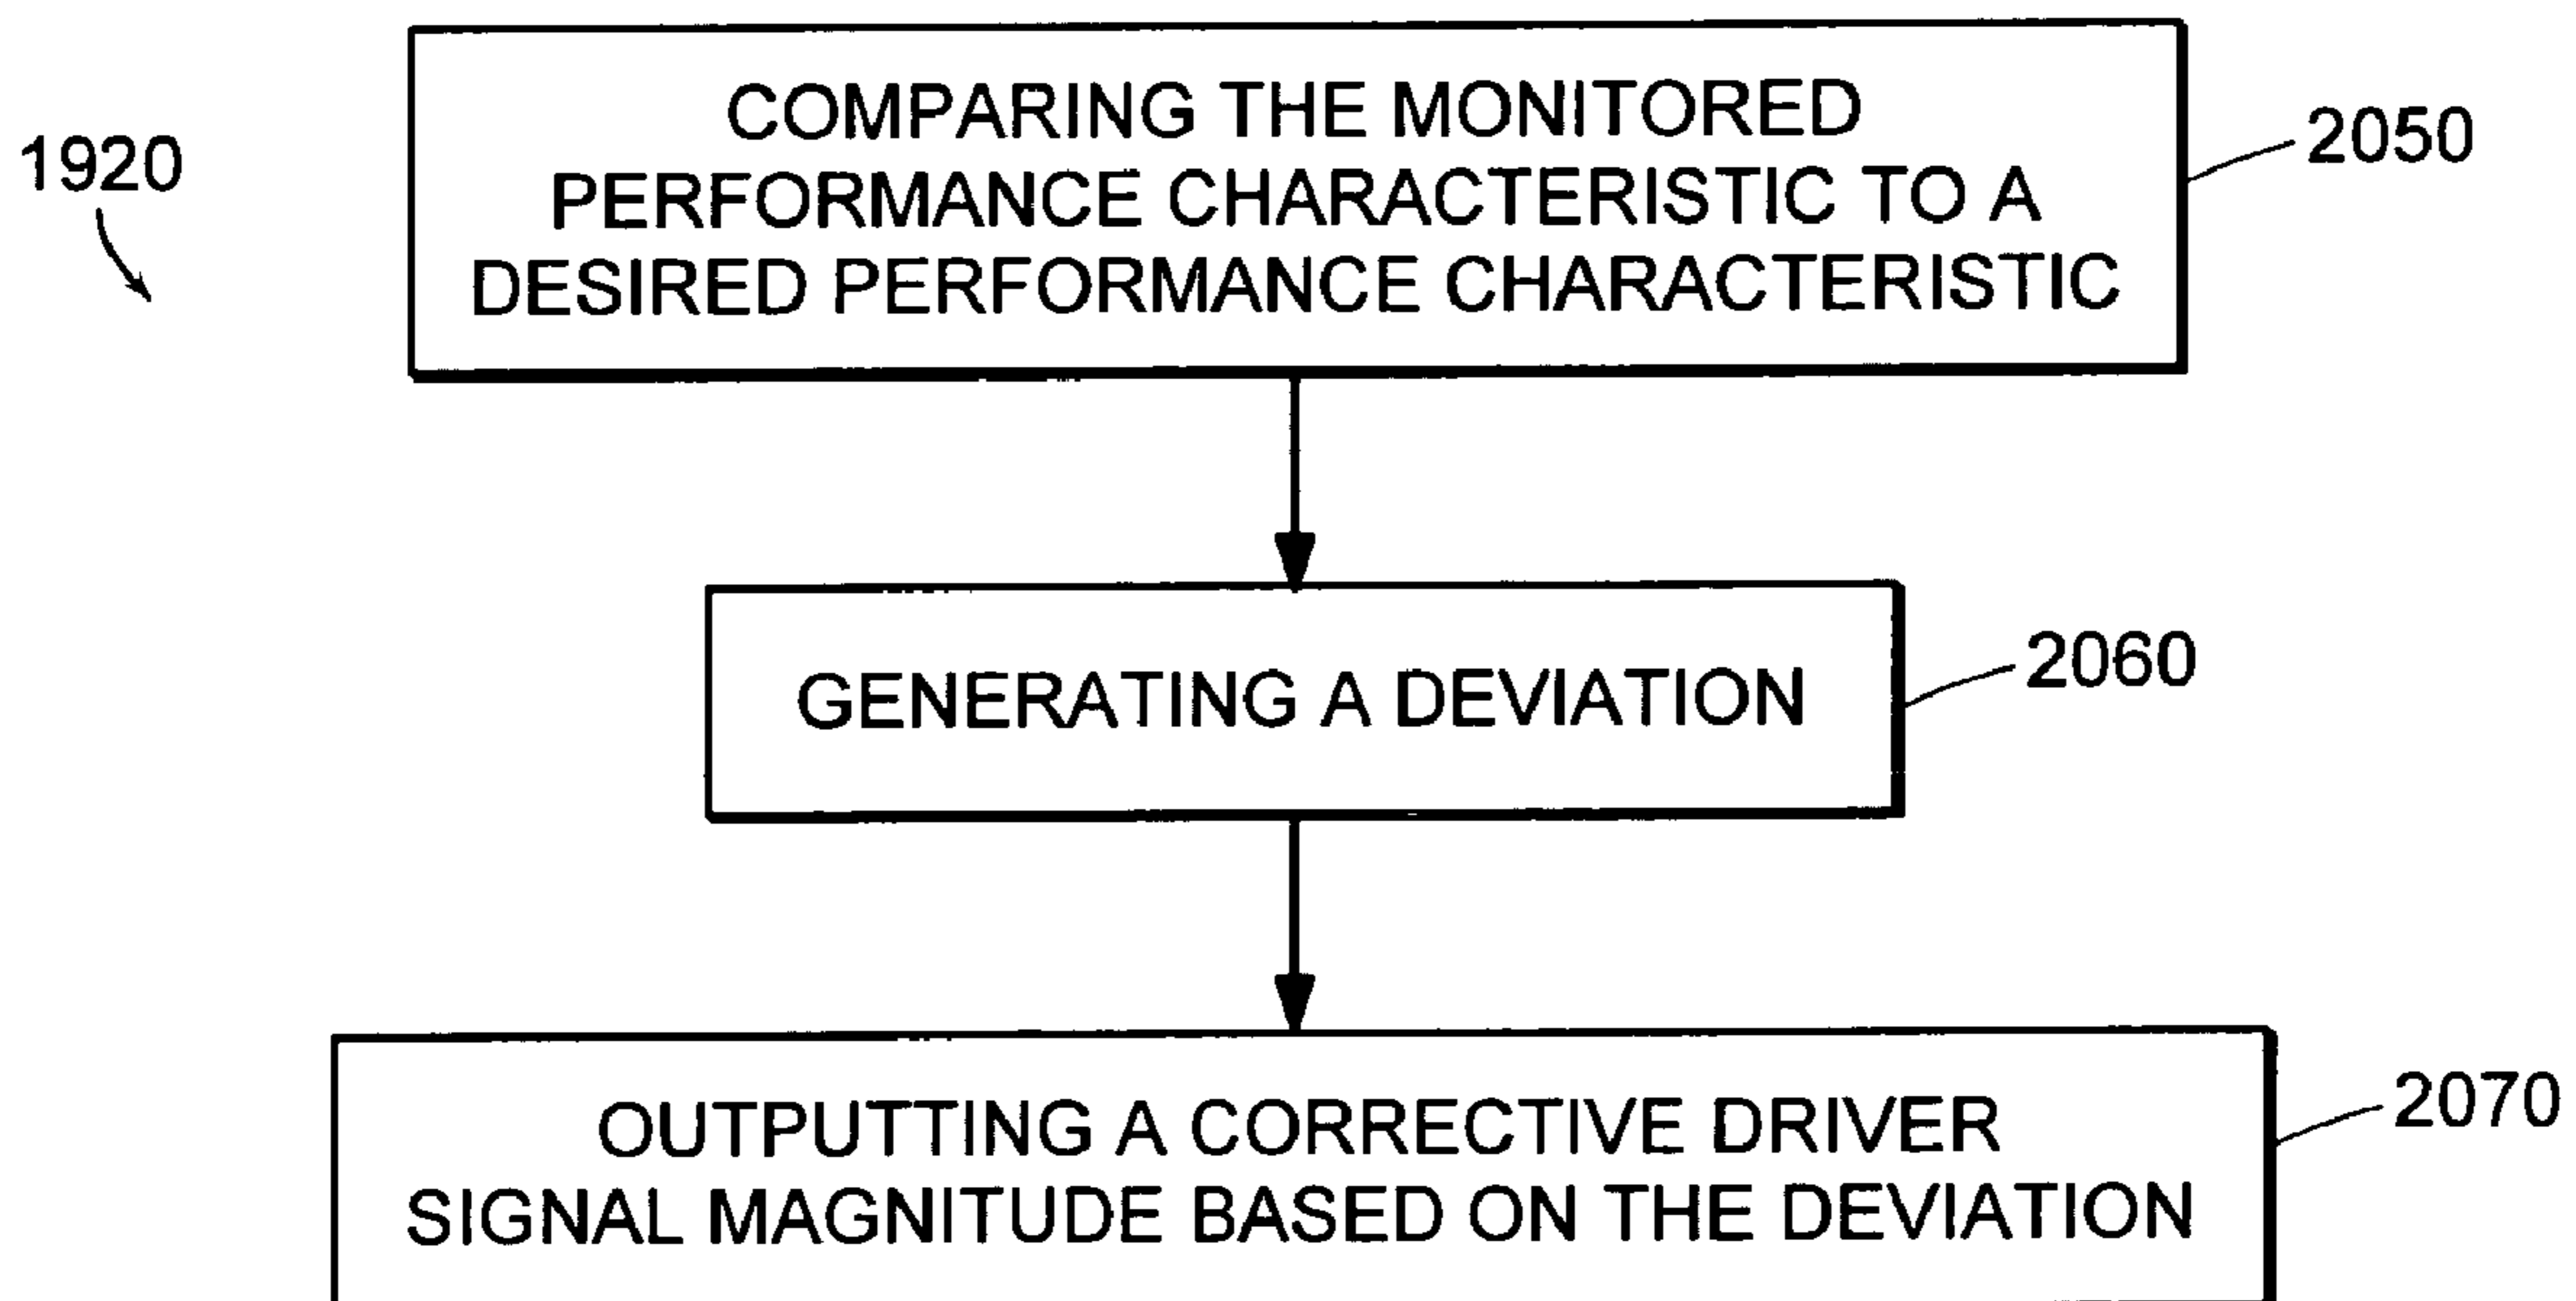 1920
COMPARING THE MONITORED
PERFORMANCE CHARACTERISTIC TO A
DESIRED PERFORMANCE CHARACTERISTIC
2050
GENERATING A DEVIATION
2060
OUTPUTTING A CORRECTIVE DRIVER
SIGNAL MAGNITUDE BASED ON THE DEVIATION
2070